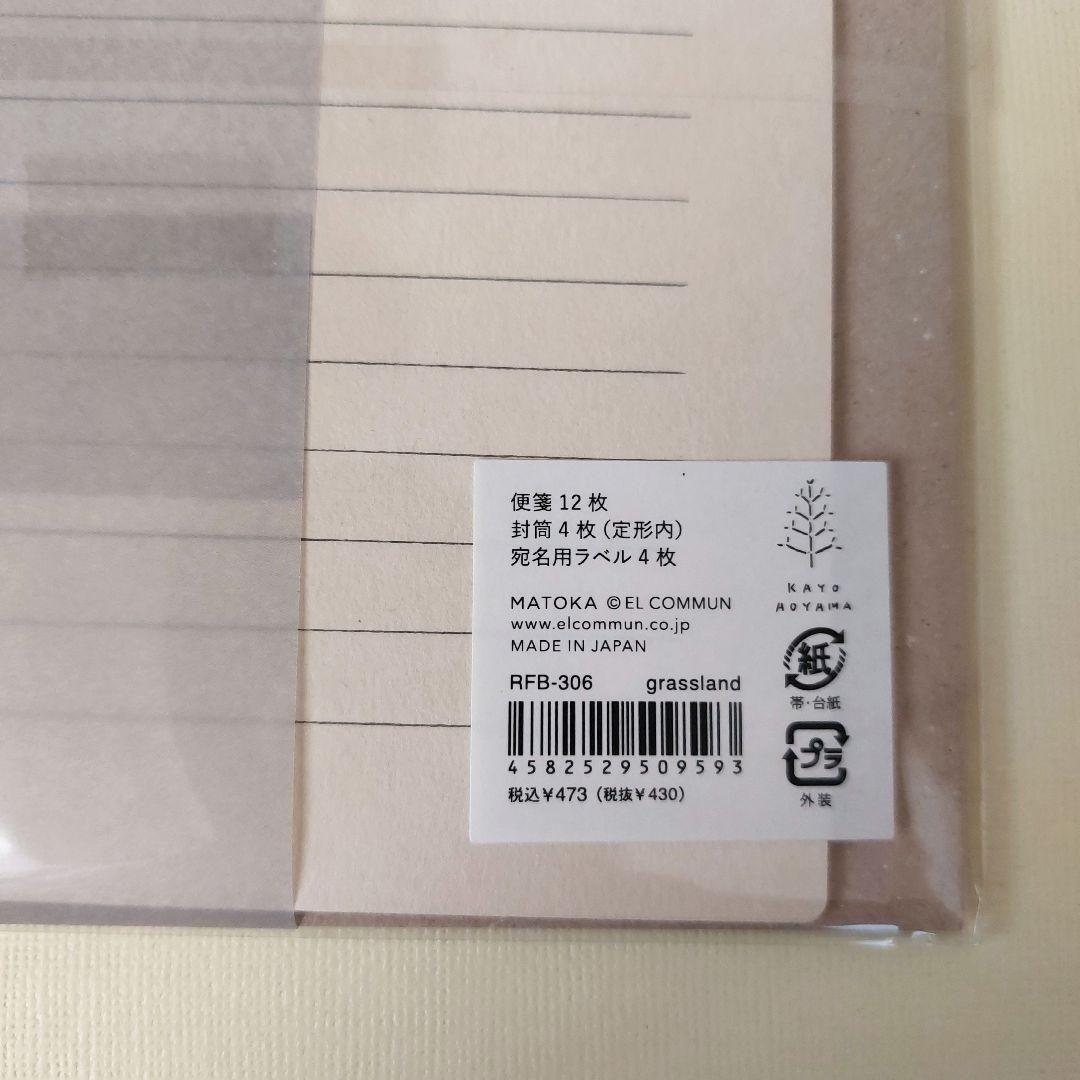 便箋 12 枚
封筒 4 枚 (定形内)
宛名用ラベル 4 枚
MATOKA © EL COMMUN
www.elcommun.co.jp
MADE IN JAPAN
RFB-306 grassland
4582529509593
税込¥473 (税抜¥430)
KAYO
AOYAMA
紙
帯・台紙
プラ
外装